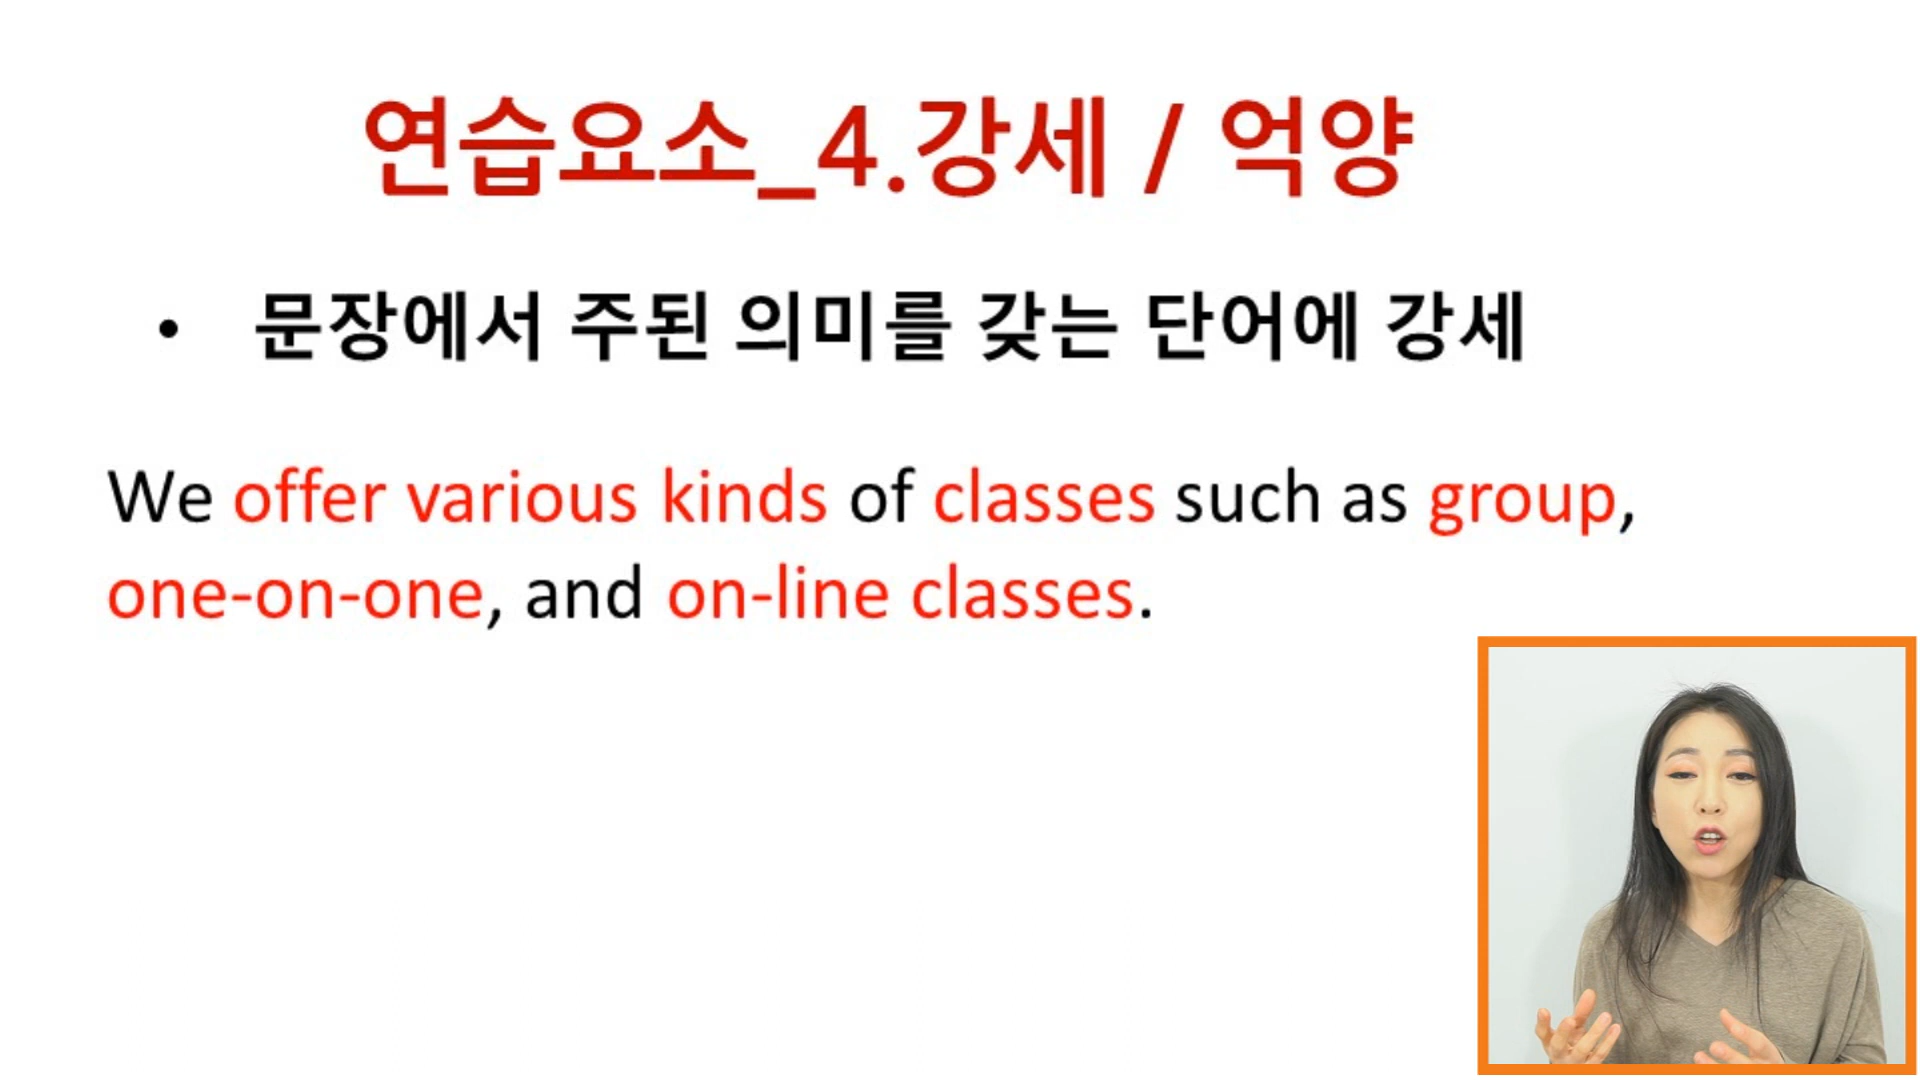 연습요소_4.강세 / 억양
• 문장에서 주된 의미를 갖는 단어에 강세
We offer various kinds of classes such as group,
one-on-one, and on-line classes.